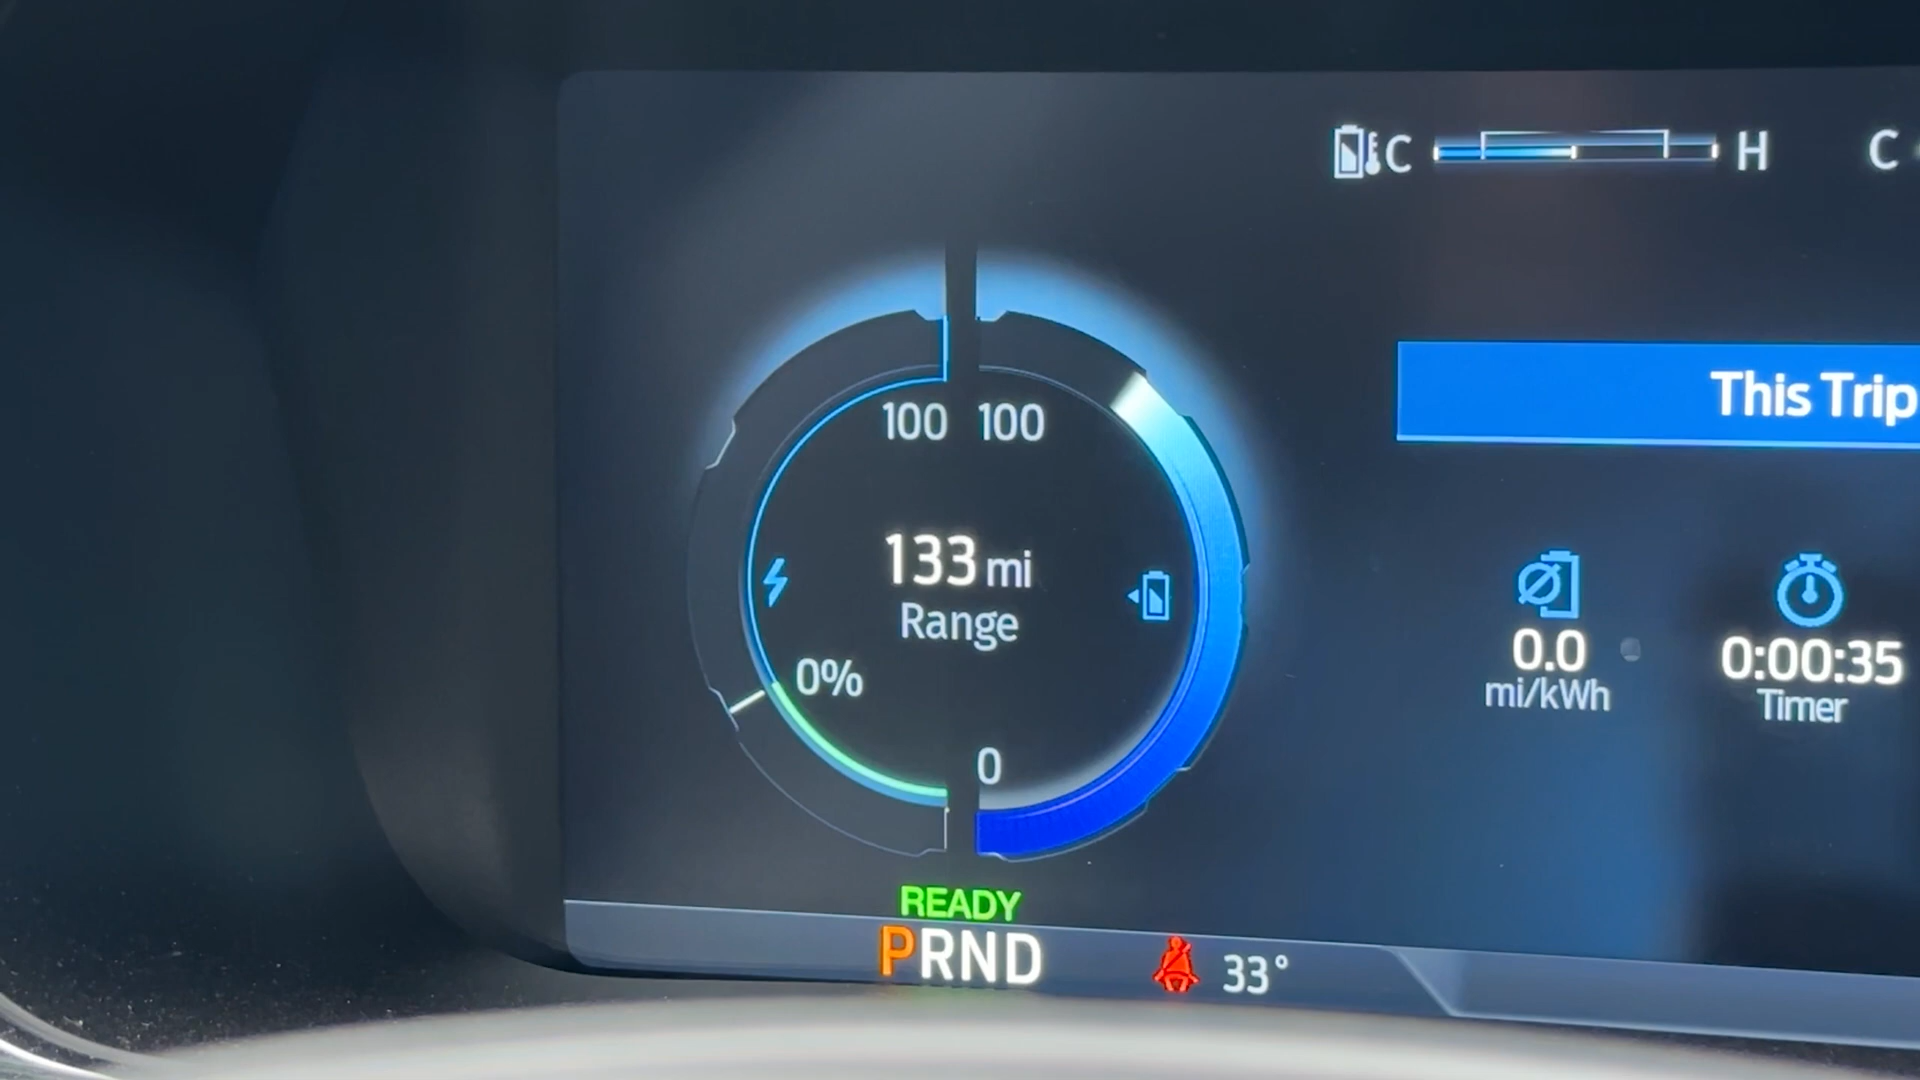 C H C
This Trip
100 100
133 mi
Range
0%
0
0.0
mi/kWh
0:00:35
Timer
READY
PRND
33°